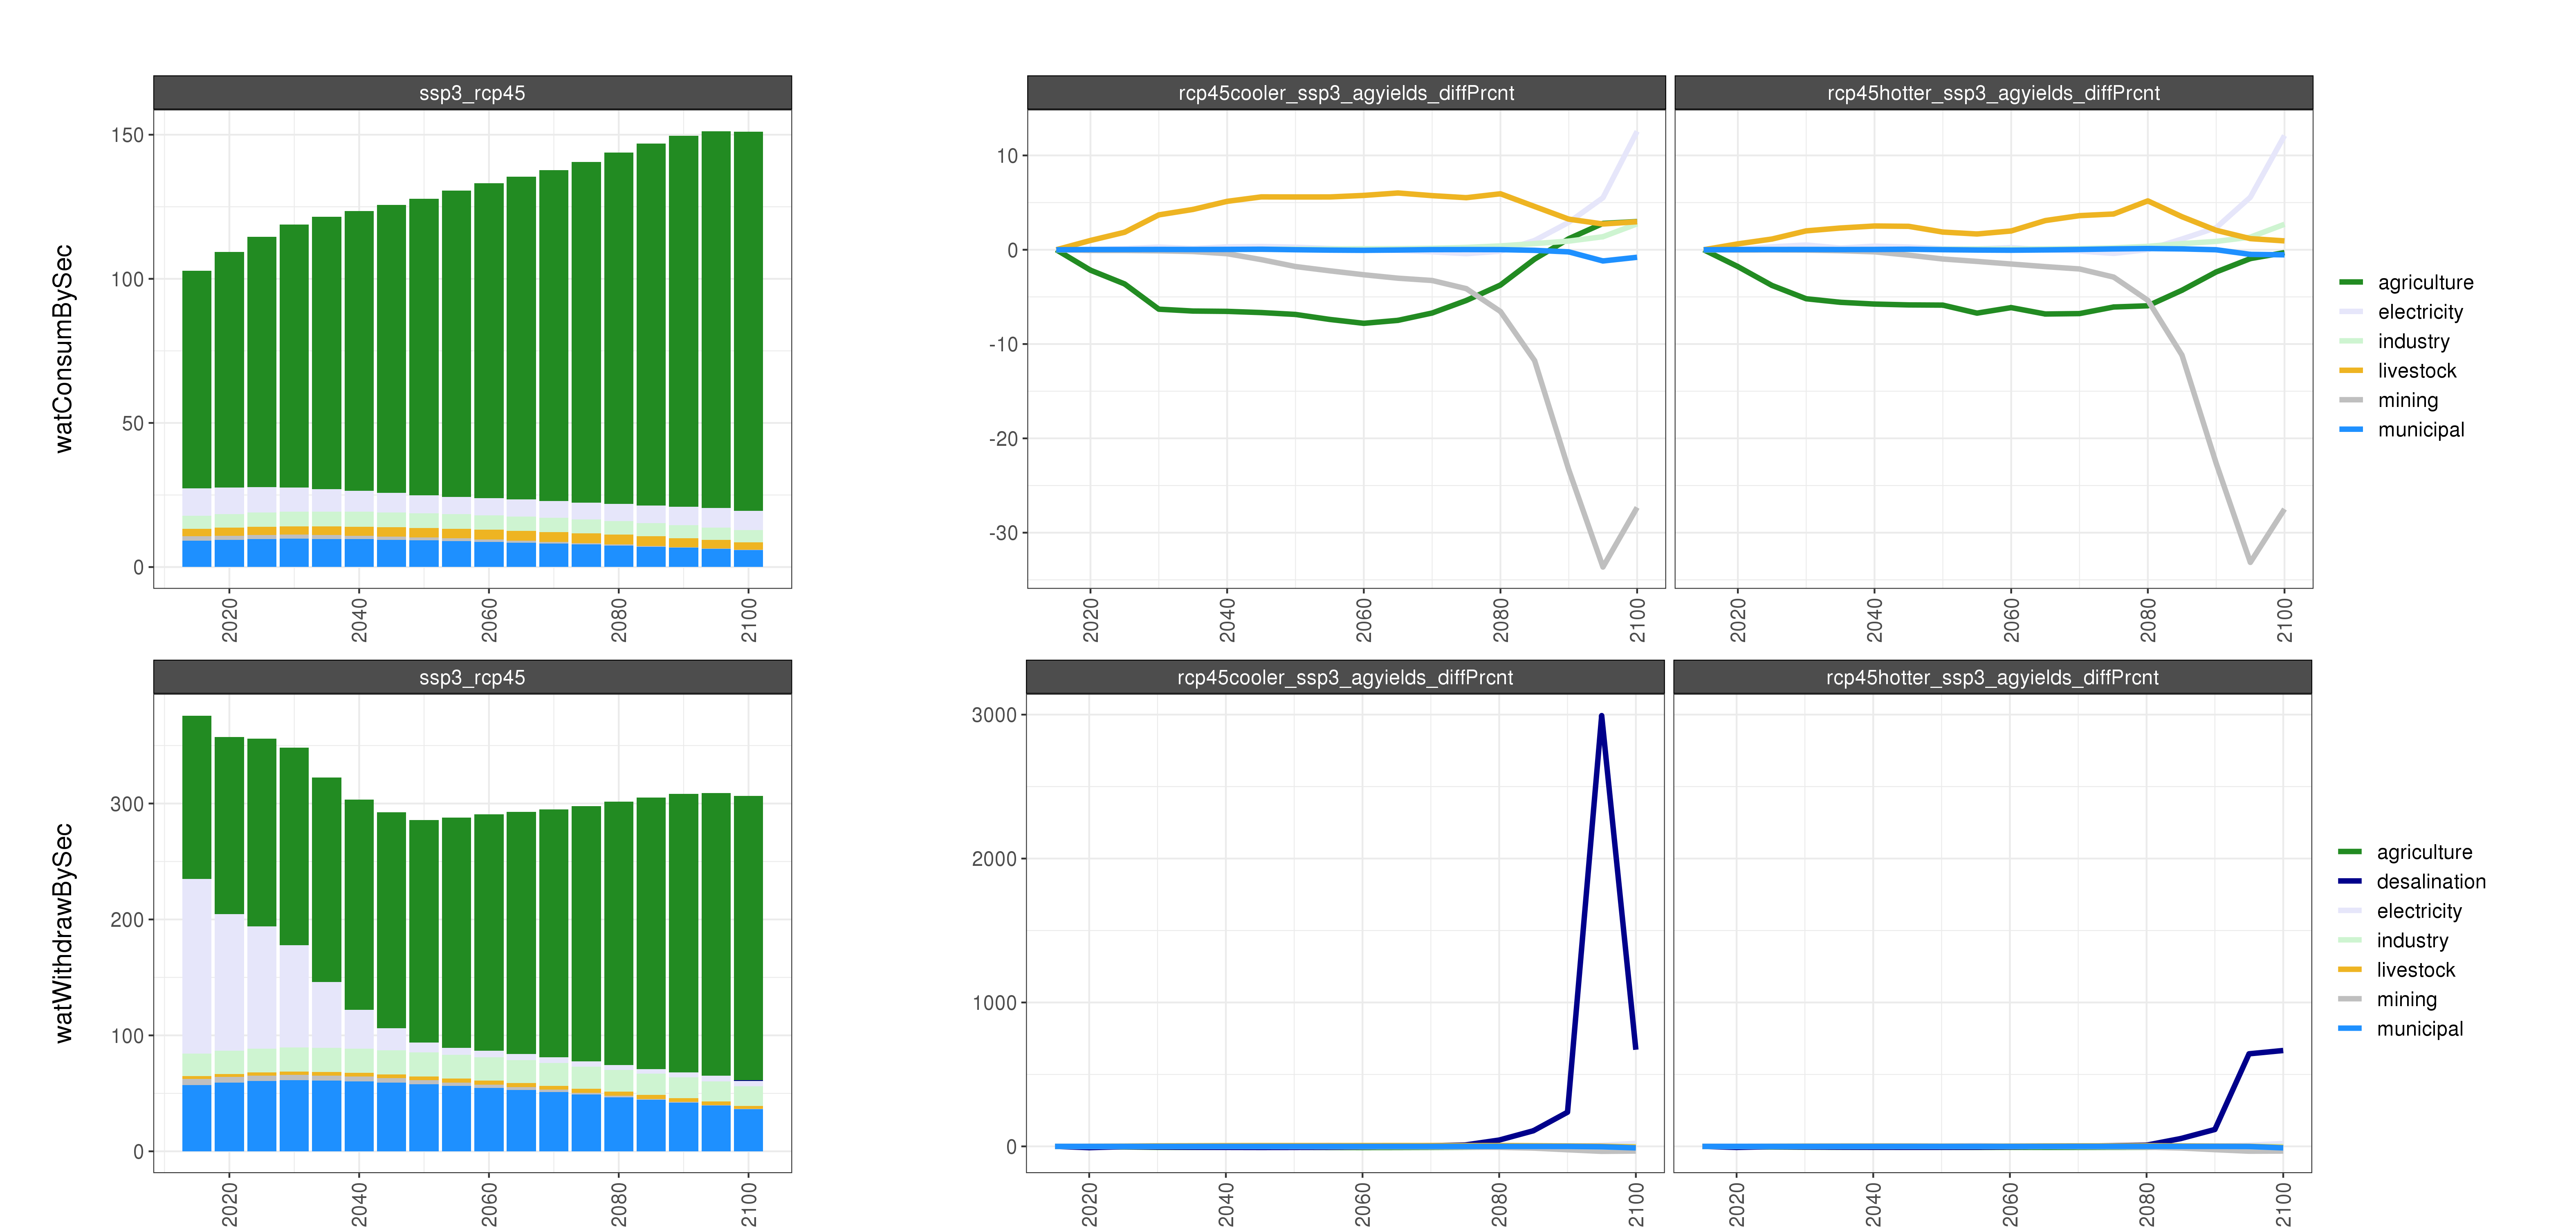 ssp3_rcp45
rcp45cooler_ssp3_agyields_diffPrcnt
rcp45hotter_ssp3_agyields_diffPrcnt
watConsumBySec
150
100
50
0
2020
2040
2060
2080
2100
10
0
-10
-20
-30
2020
2040
2060
2080
2100
2020
2040
2060
2080
2100
agriculture
electricity
industry
livestock
mining
municipal
ssp3_rcp45
rcp45cooler_ssp3_agyields_diffPrcnt
rcp45hotter_ssp3_agyields_diffPrcnt
watWithdrawBySec
300
200
100
0
2020
2040
2060
2080
2100
3000
2000
1000
0
2020
2040
2060
2080
2100
2020
2040
2060
2080
2100
agriculture
desalination
electricity
industry
livestock
mining
municipal